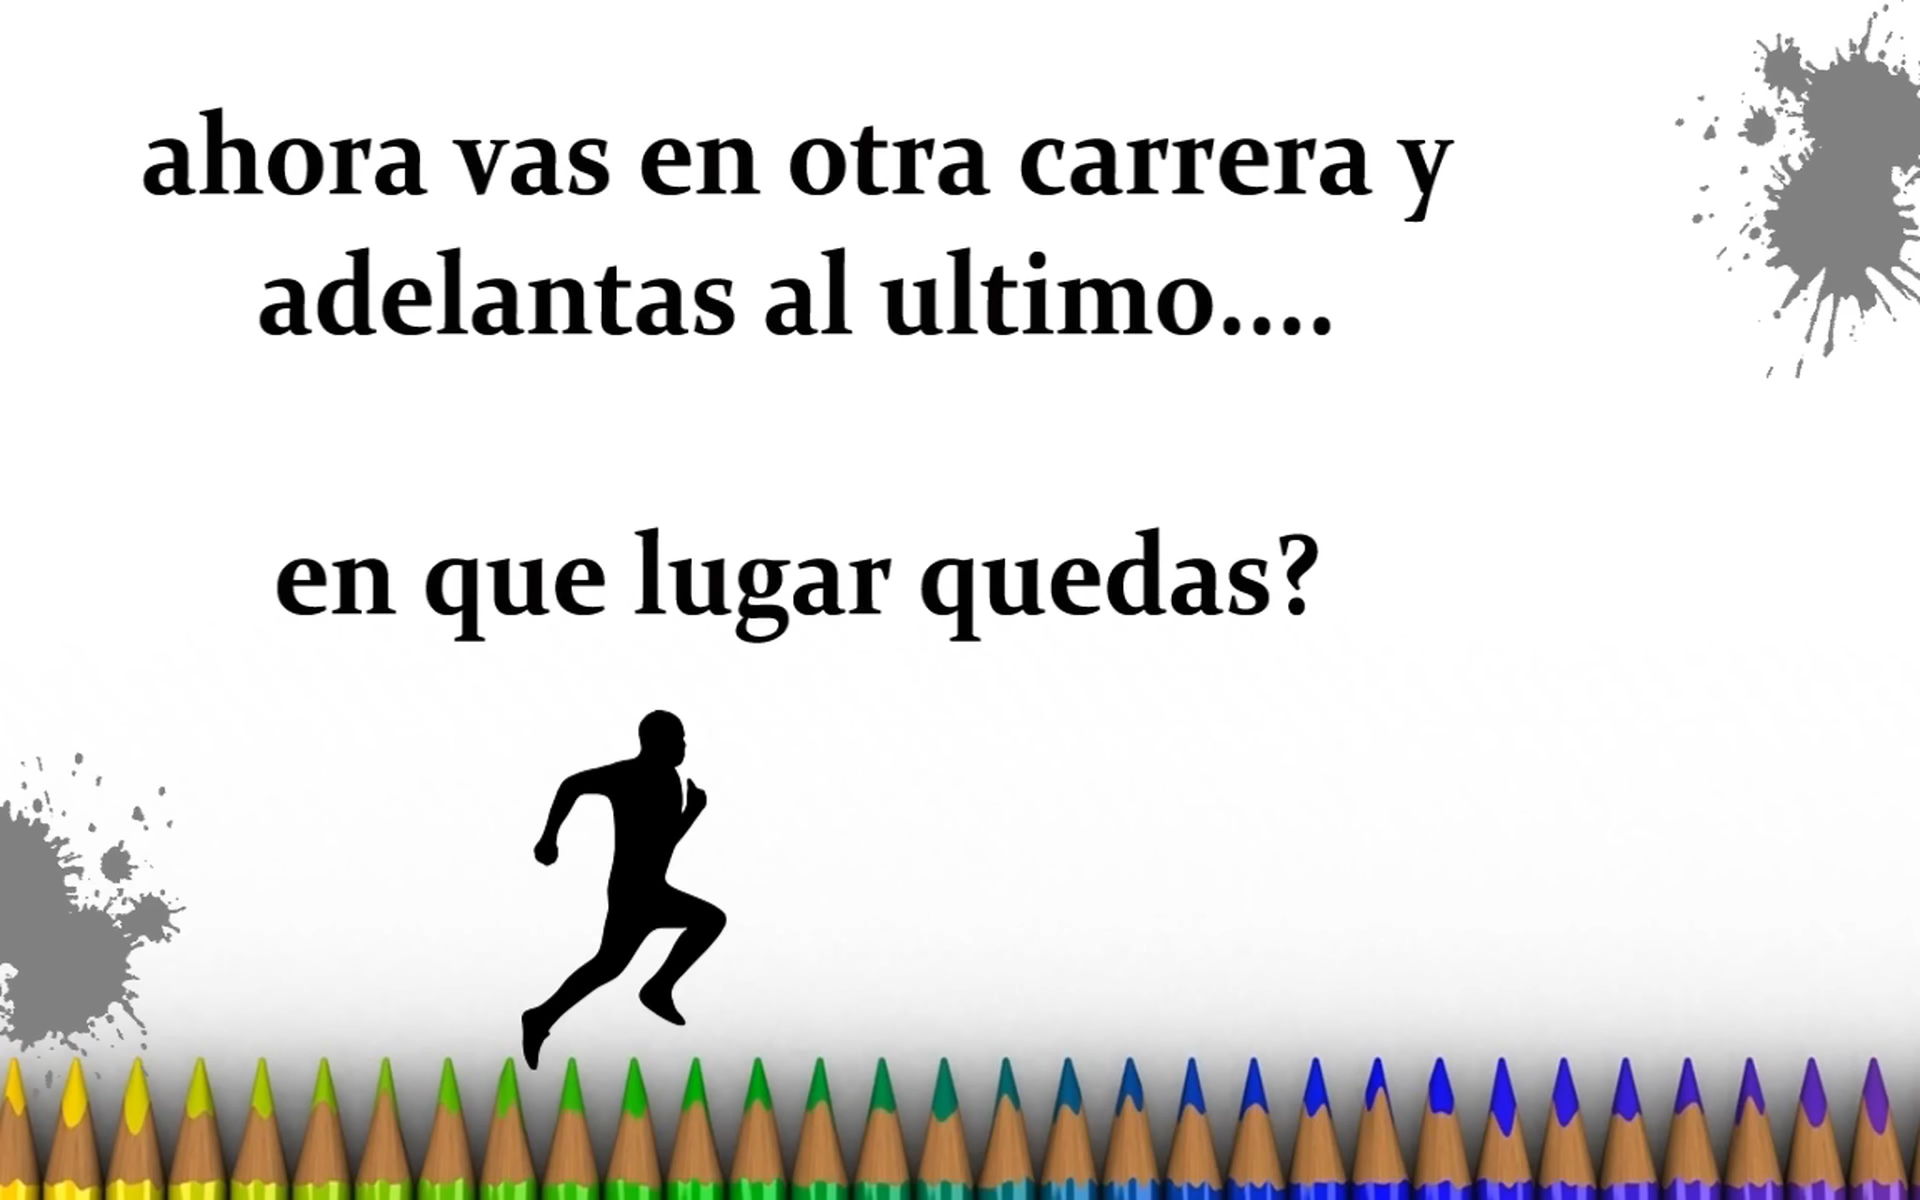 ahora vas en otra carrera y
adelantas al ultimo....
en que lugar quedas?